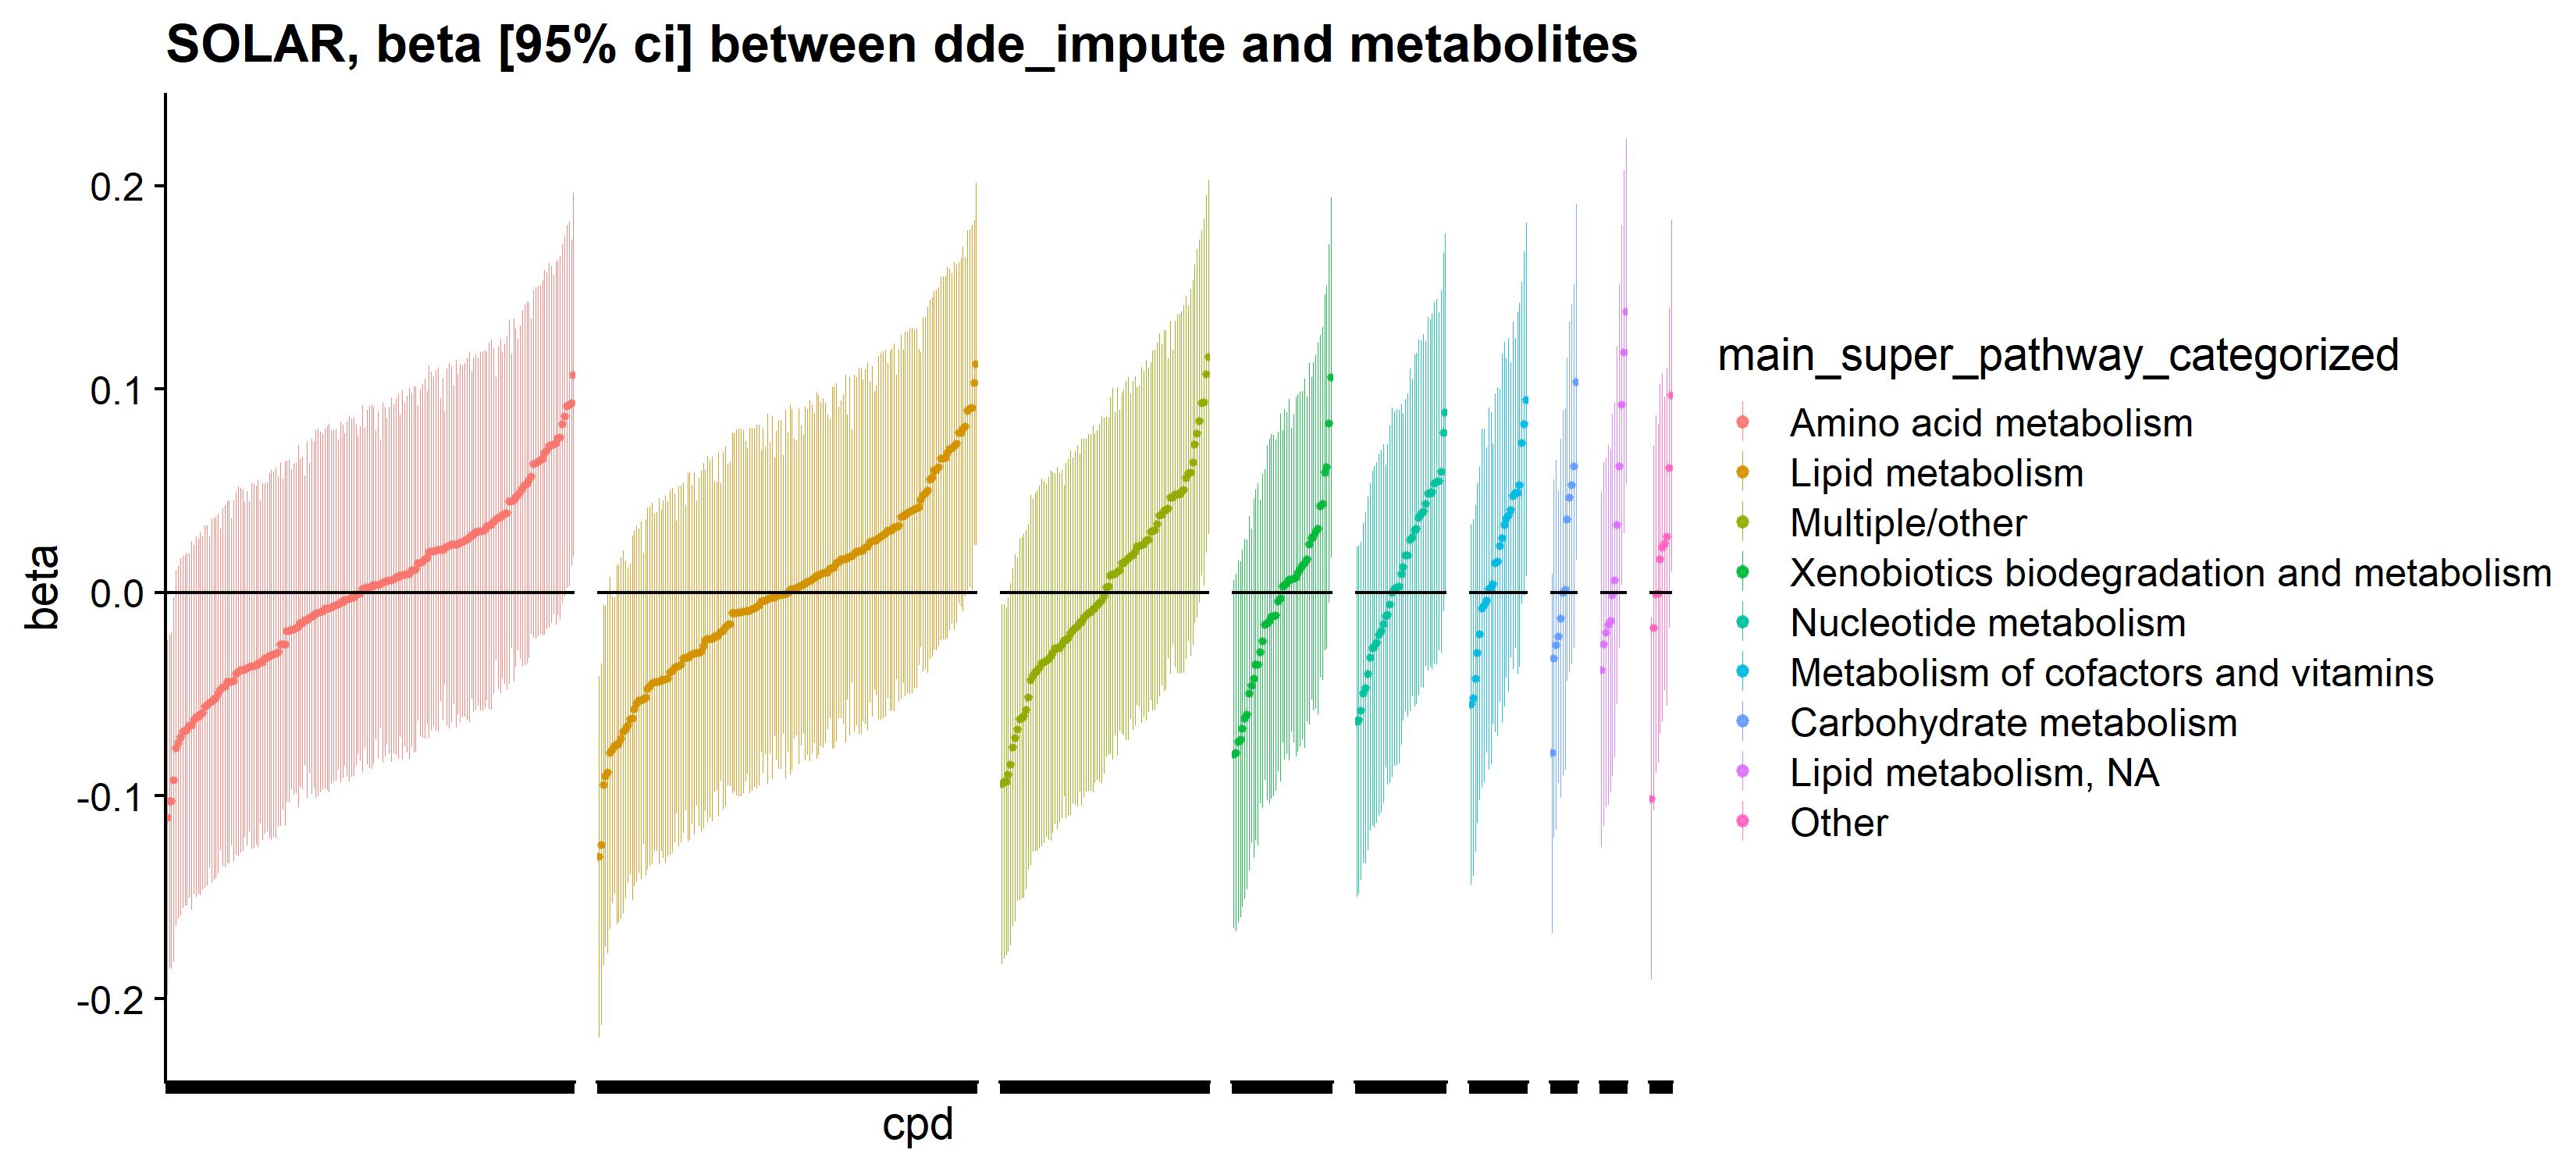 SOLAR, beta [95% ci] between dde_impute and metabolites
beta
0.2
0.1
0.0
-0.1
-0.2
cpd
main_super_pathway_categorized
Amino acid metabolism
Lipid metabolism
Multiple/other
Xenobiotics biodegradation and metabolism
Nucleotide metabolism
Metabolism of cofactors and vitamins
Carbohydrate metabolism
Lipid metabolism, NA
Other